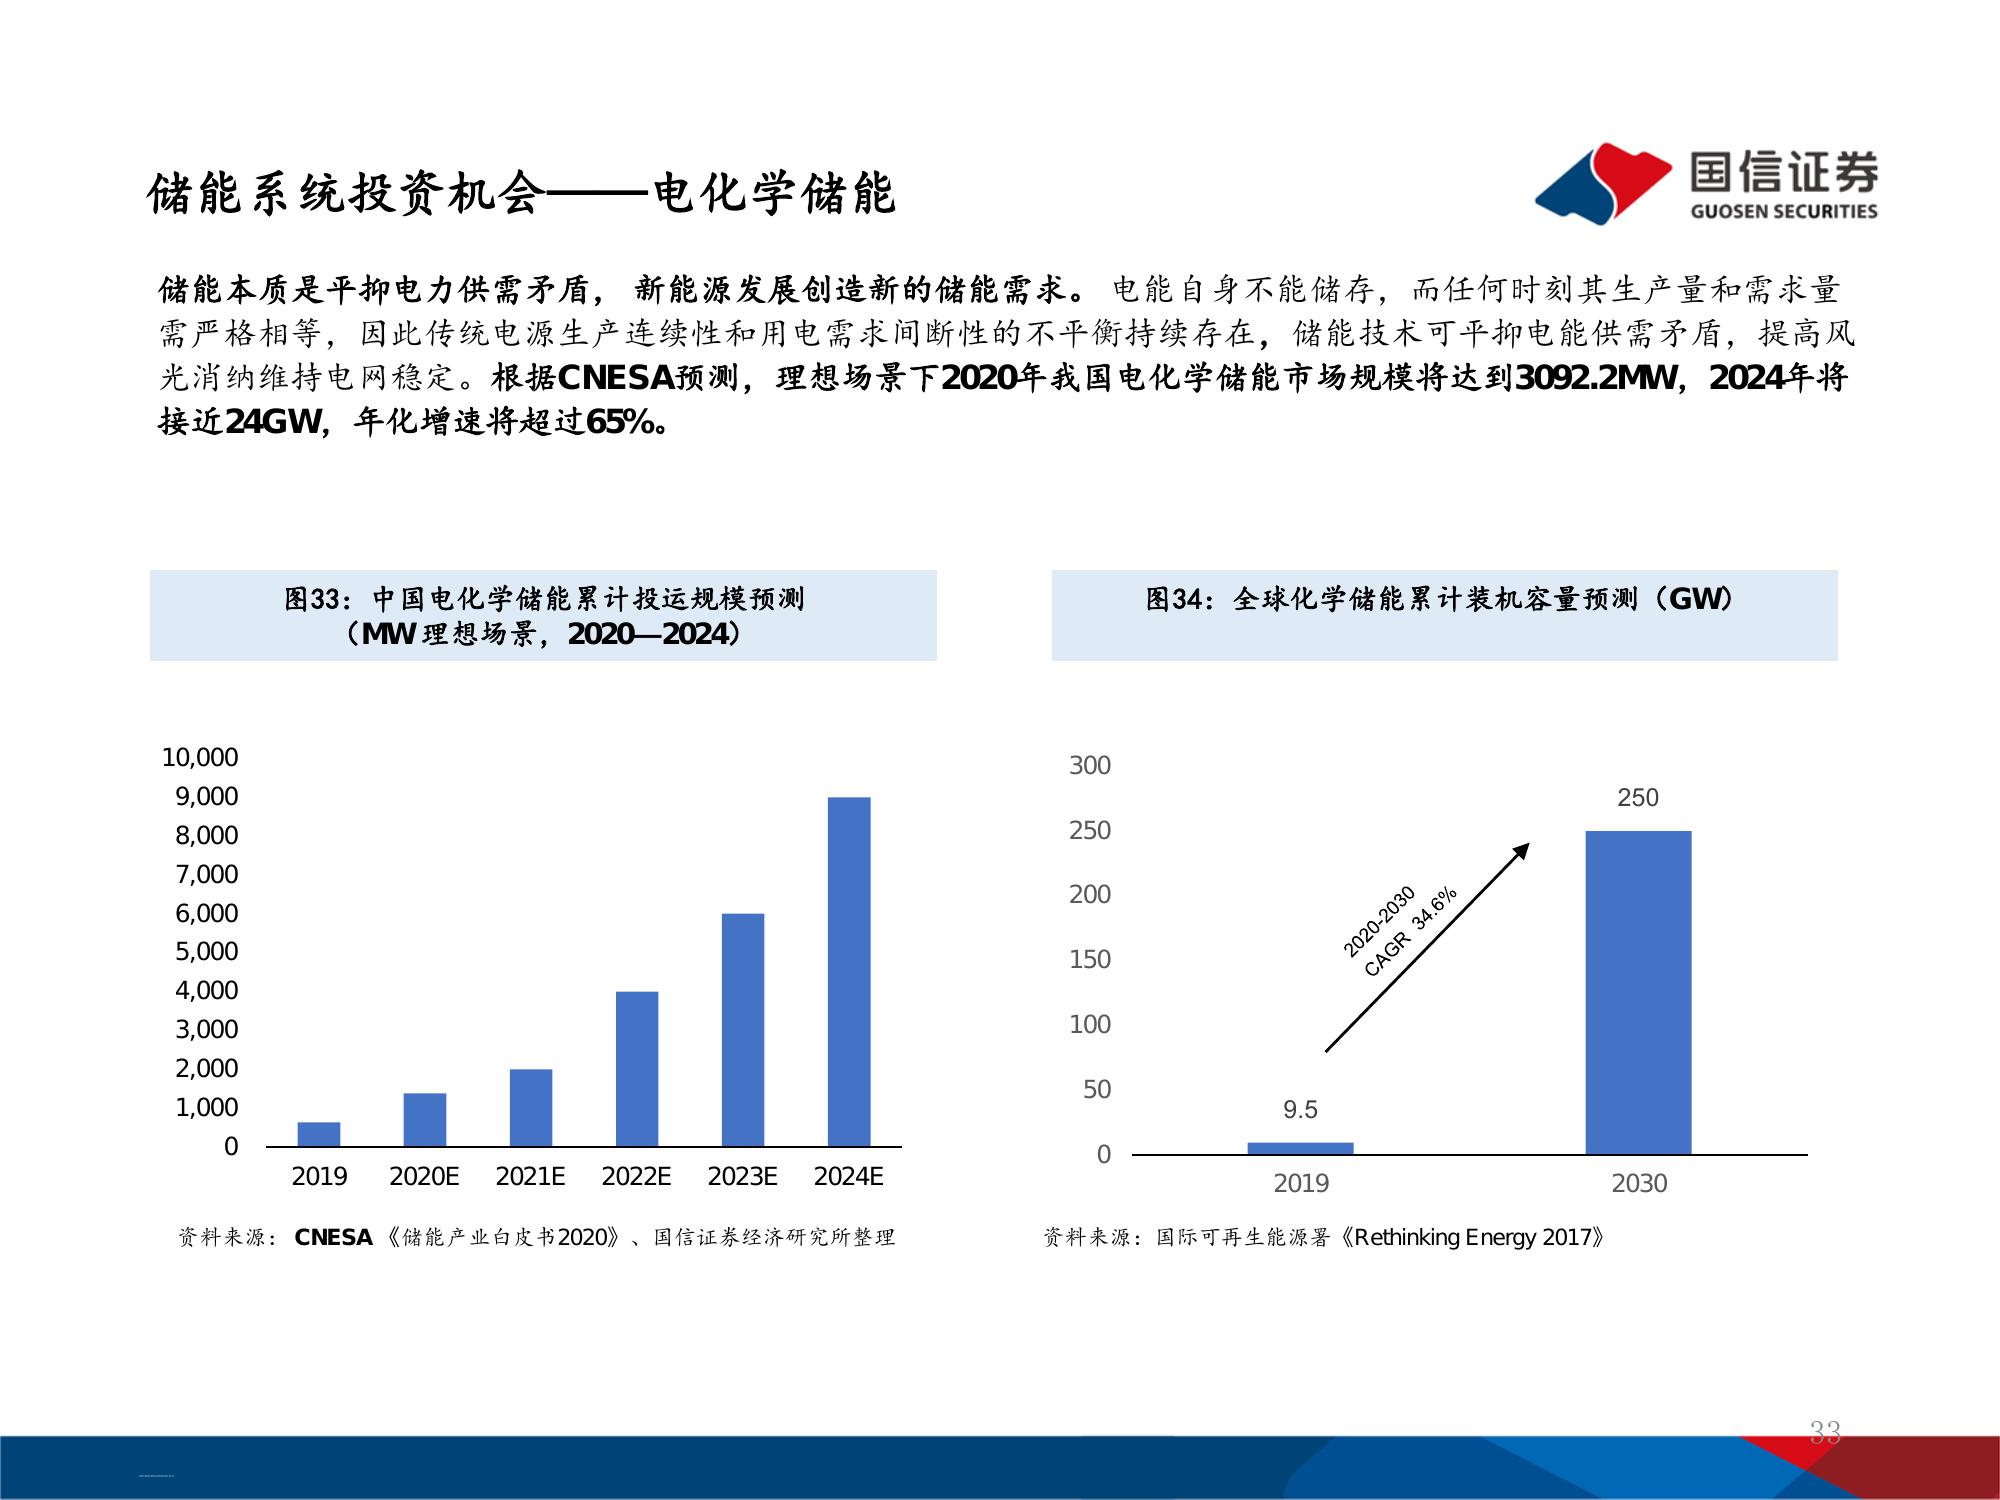 储能系统投资机会——电化学储能
国信证券
GUOSEN SECURITIES
储能本质是平抑电力供需矛盾，新能源发展创造新的储能需求。电能自身不能储存，而任何时刻其生产量和需求量
需严格相等，因此传统电源生产连续性和用电需求间断性的不平衡持续存在，储能技术可平抑电能供需矛盾，提高风
光消纳维持电网稳定。根据CNESA预测，理想场景下2020年我国电化学储能市场规模将达到3092.2MW，2024年将
接近24GW，年化增速将超过65%。
图33：中国电化学储能累计投运规模预测
（MW 理想场景，2020—2024）
10,000
9,000
8,000
7,000
6,000
5,000
4,000
3,000
2,000
1,000
0
2019 2020E 2021E 2022E 2023E 2024E
资料来源：CNESA《储能产业白皮书2020》、国信证券经济研究所整理
图34：全球化学储能累计装机容量预测（GW）
300
250
200
150
100
50
0
250
2020-2030
CAGR 34.6%
9.5
2019 2030
资料来源：国际可再生能源署《Rethinking Energy 2017》
33